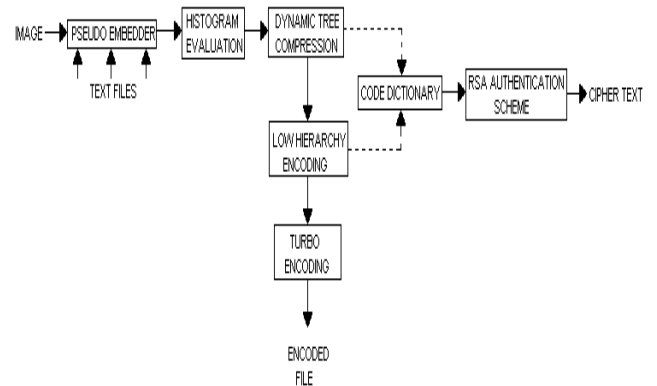 IMAGE
PSEUDO EMBEDDER
TEXT FILES
HISTOGRAM
EVALUATION
DYNAMIC TREE
COMPRESSION
CODE DICTIONARY
RSA AUTHENTICATION
SCHEME
CIPHER TEXT
LOW HIERARCHY
ENCODING
TURBO
ENCODING
ENCODED
FILE